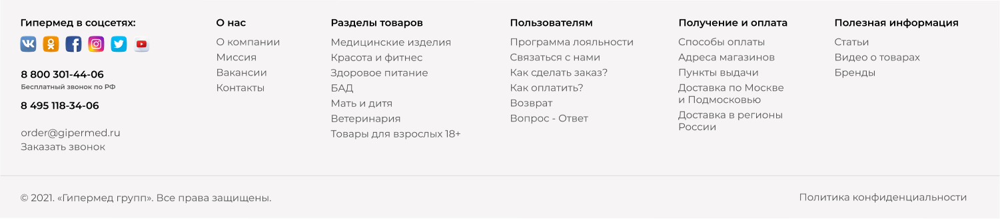 Гипермед в соцсетях:
8 800 301-44-06
Бесплатный звонок по РФ
8 495 118-34-06
order@gipermed.ru
Заказать звонок
О нас
О компании
Миссия
Вакансии
Контакты
Разделы товаров
Медицинские изделия
Красота и фитнес
Здоровое питание
БАД
Мать и дитя
Ветеринария
Товары для взрослых 18+
Пользователям
Программа лояльности
Связаться с нами
Как сделать заказ?
Как оплатить?
Возврат
Вопрос - Ответ
Получение и оплата
Способы оплаты
Адреса магазинов
Пункты выдачи
Доставка по Москве
и Подмосковью
Доставка в регионы
России
Полезная информация
Статьи
Видео о товарах
Бренды
© 2021. «Гипермед групп». Все права защищены.
Политика конфиденциальности